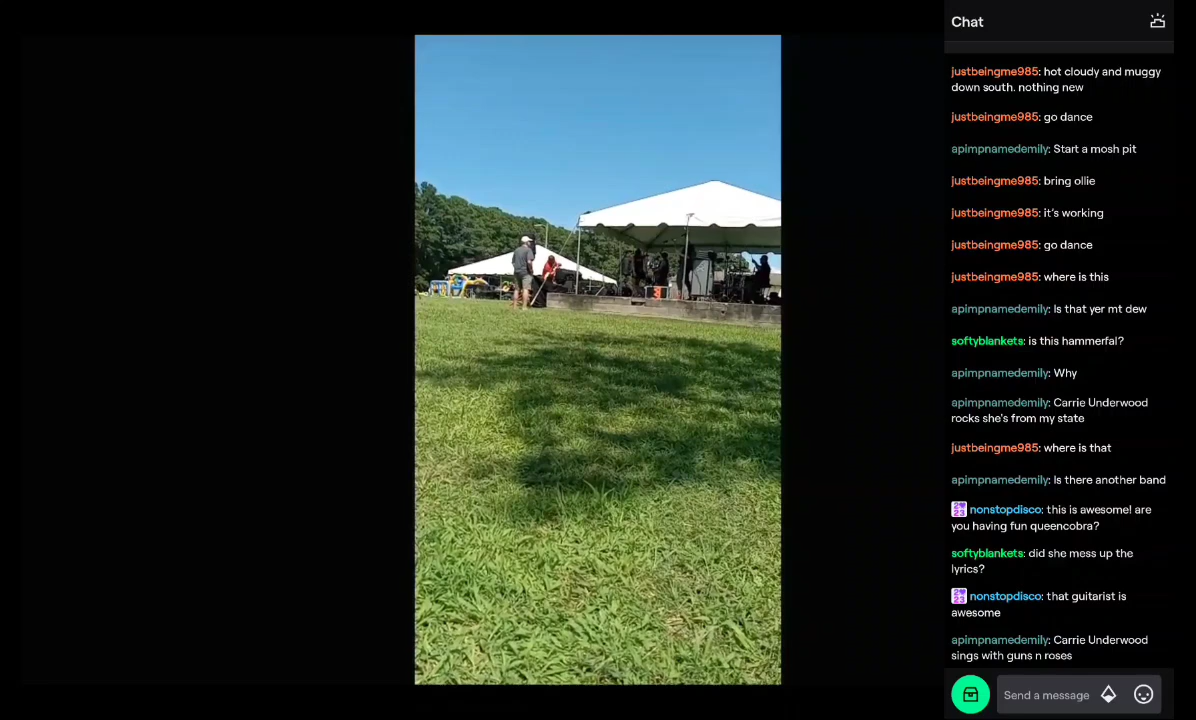 Chat
justbeingme985: hot cloudy and muggy
down south. nothing new
justbeingme985: go dance
apimpnamedemily: Start a mosh pit
justbeingme985: bring ollie
justbeingme985: it's working
justbeingme985: go dance
justbeingme985: where is this
apimpnamedemily: Is that yer mt dew
softyblankets: is this hammerfal?
apimpnamedemily: Why
apimpnamedemily: Carrie Underwood
rocks she's from my state
justbeingme985: where is that
apimpnamedemily: Is there another band
2023 nonstopdisco: this is awesome! are
you having fun queencobra?
softyblankets: did she mess up the
lyrics?
2023 nonstopdisco: that guitarist is
awesome
apimpnamedemily: Carrie Underwood
sings with guns n roses
Send a message